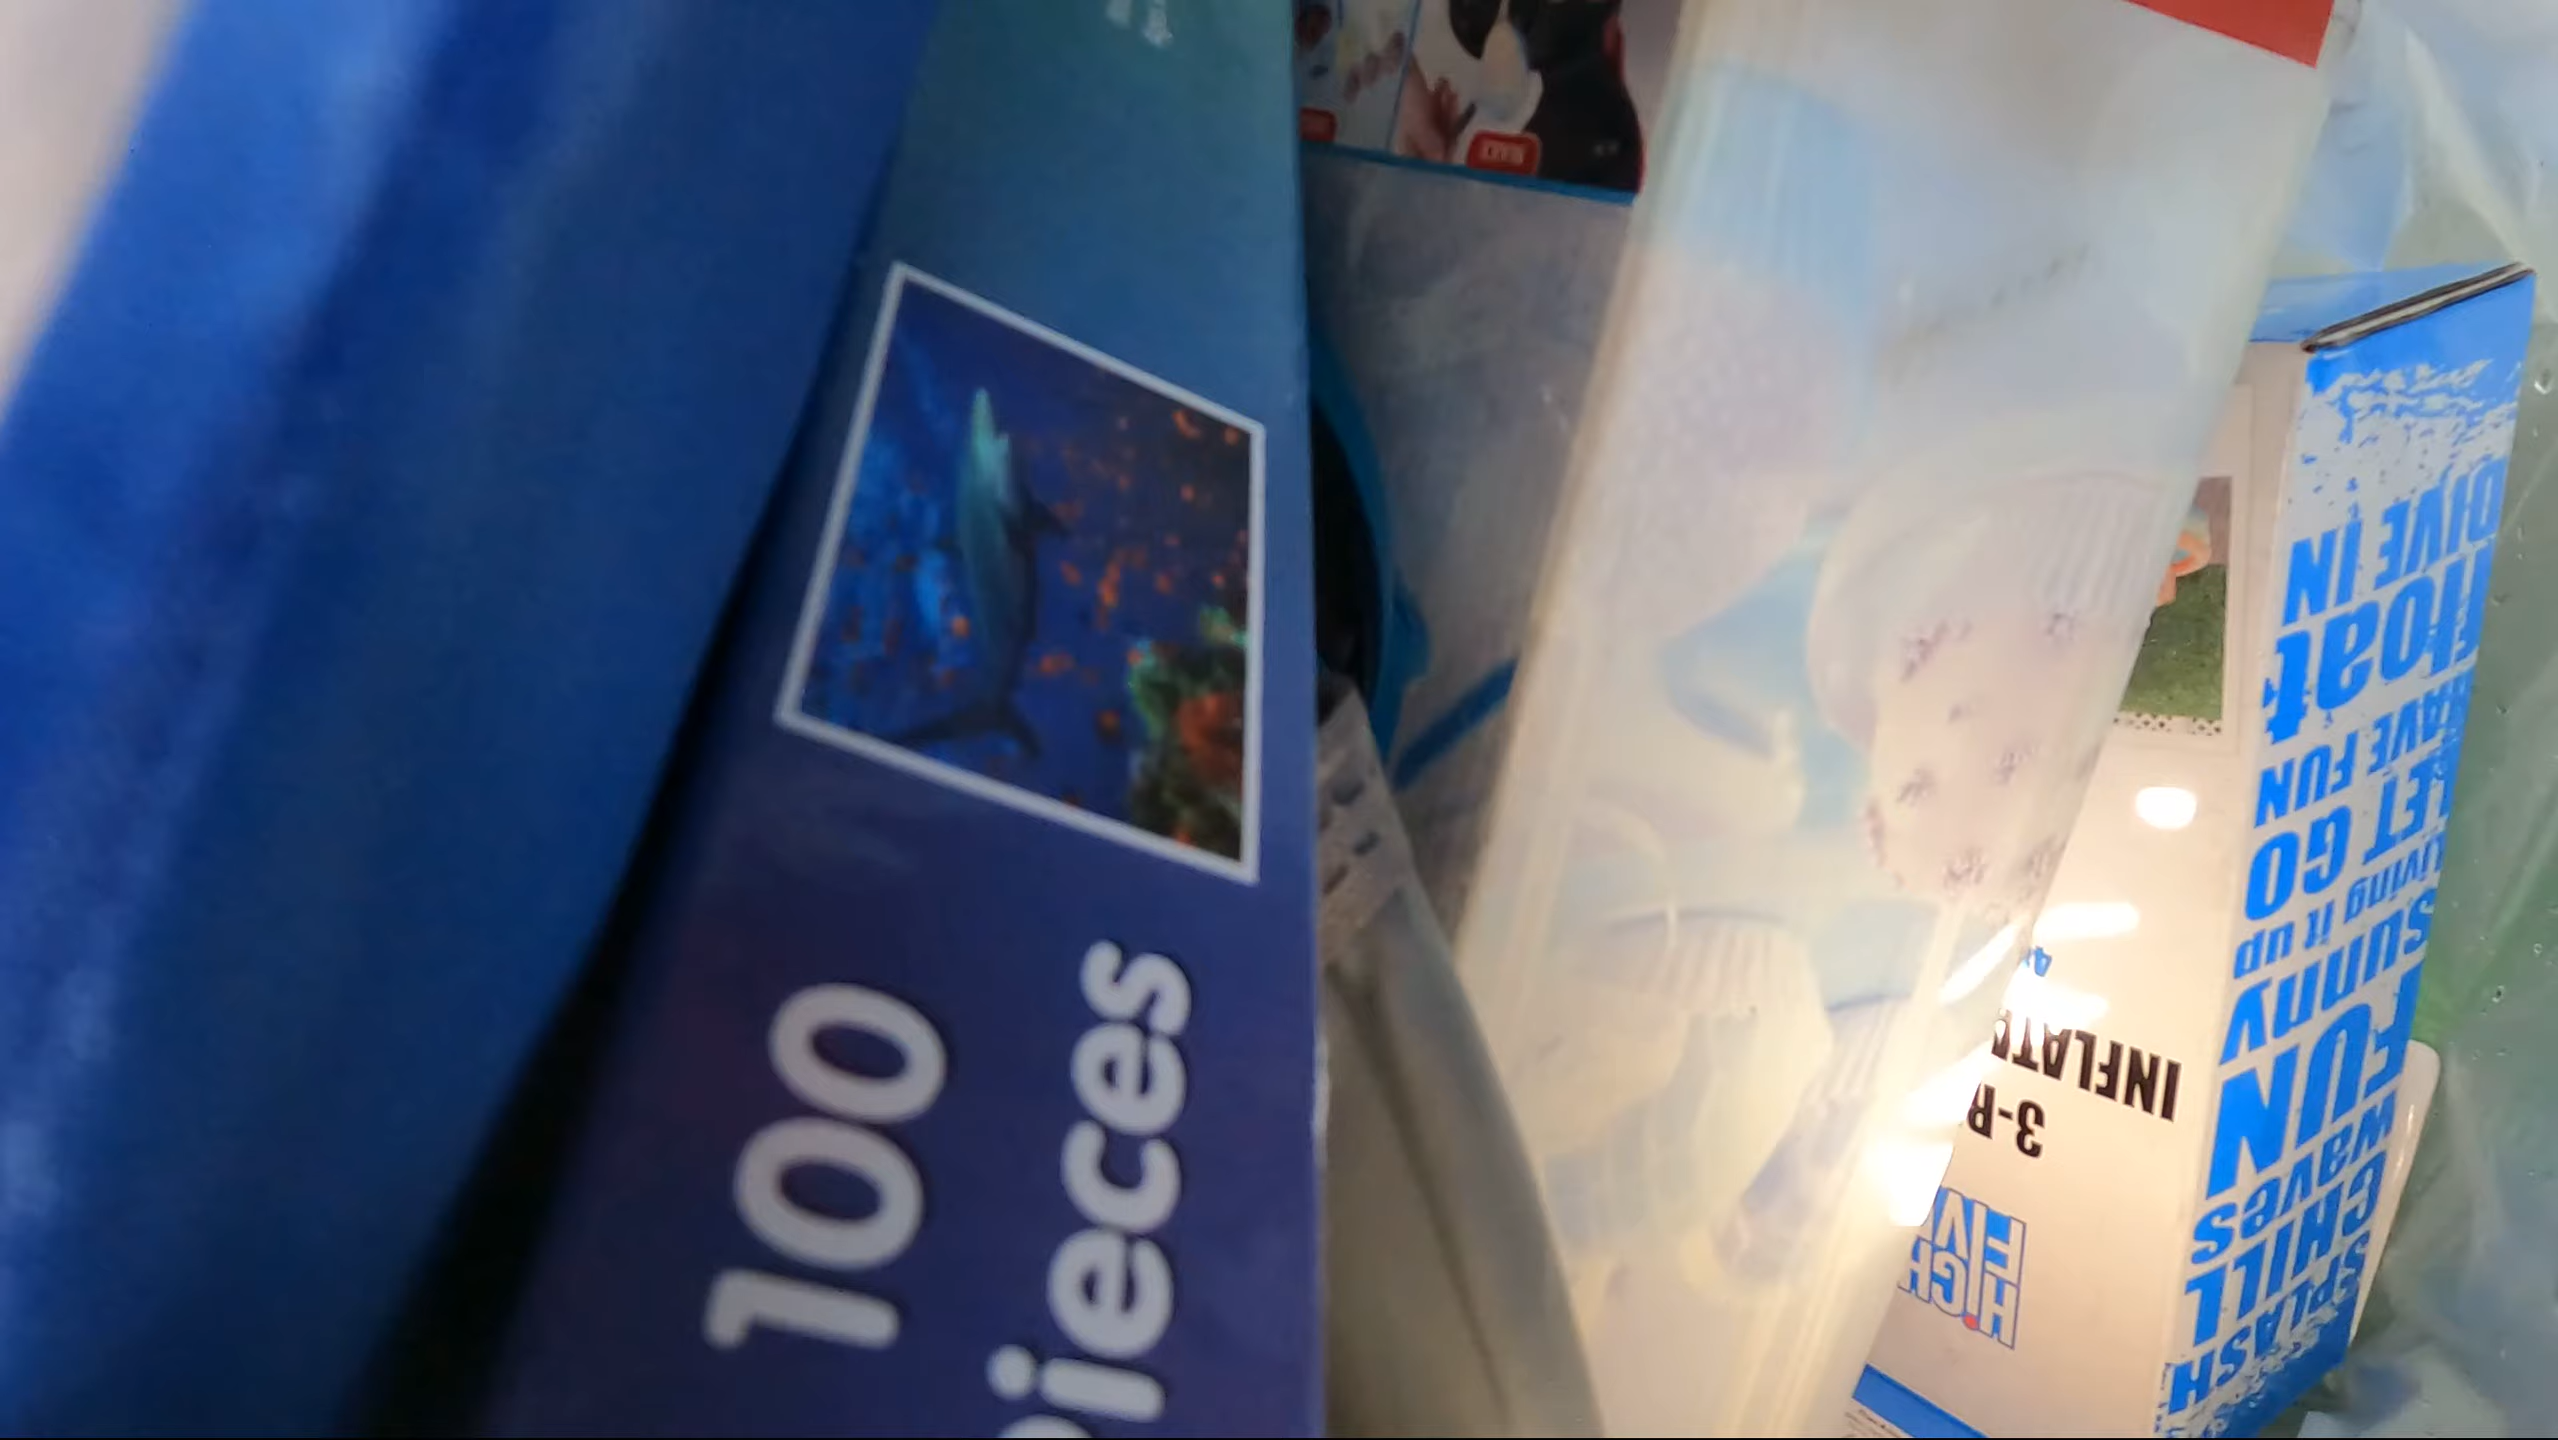 100
pieces
HIGH
FIVE
3-R
INFLAT
SPLASH
CHILL
waves
FUN
sunny
Living it up
LET GO
HAVE FUN
float
DIVE IN